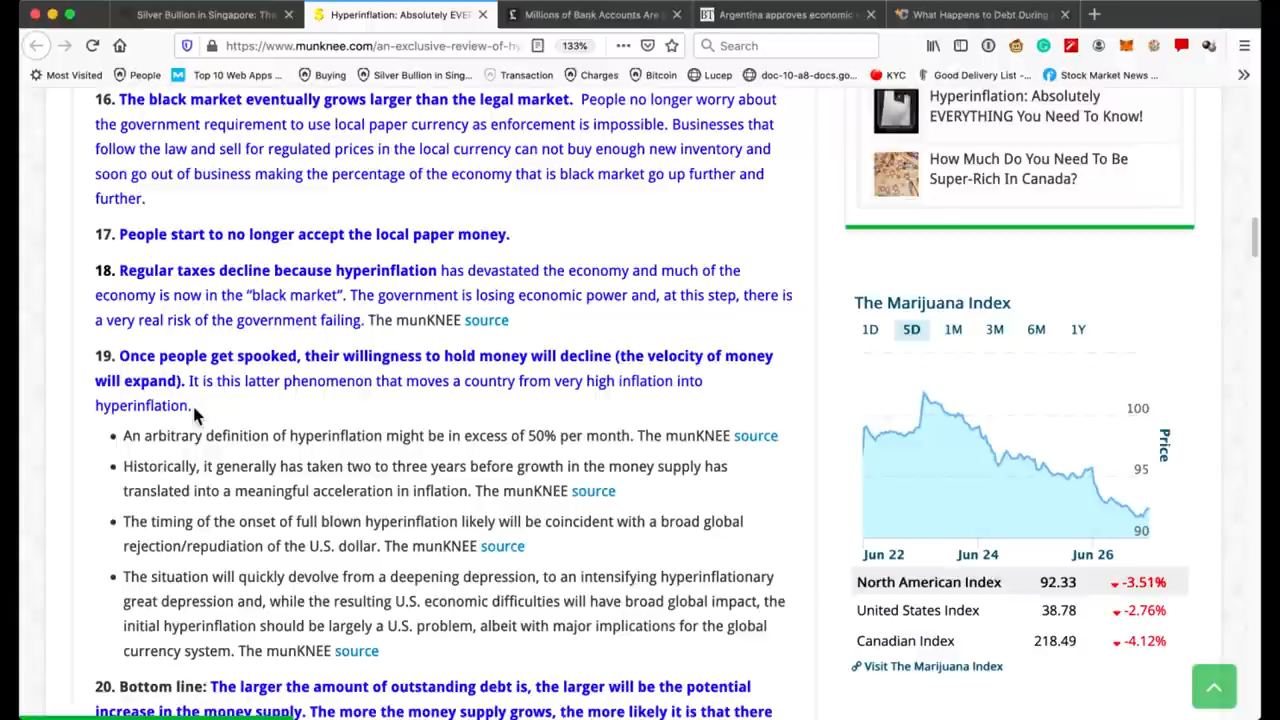 Silver Bullion in Singapore: The
Hyperinflation: Absolutely EVE
Millions of Bank Accounts Are
Argentina approves economic
What Happens to Debt During
https://www.munknee.com/an-exclusive-review-of-hy
133%
Search
Most Visited
People
Top 10 Web Apps ...
Buying
Silver Bullion in Sing...
Transaction
Charges
Bitcoin
Lucep
doc-10-a8-docs.go...
KYC
Good Delivery List -...
Stock Market News ...
16. The black market eventually grows larger than the legal market. People no longer worry about
the government requirement to use local paper currency as enforcement is impossible. Businesses that
follow the law and sell for regulated prices in the local currency can not buy enough new inventory and
soon go out of business making the percentage of the economy that is black market go up further and
further.
17. People start to no longer accept the local paper money.
18. Regular taxes decline because hyperinflation has devastated the economy and much of the
economy is now in the “black market”. The government is losing economic power and, at this step, there is
a very real risk of the government failing. The munKNEE source
19. Once people get spooked, their willingness to hold money will decline (the velocity of money
will expand). It is this latter phenomenon that moves a country from very high inflation into
hyperinflation.
• An arbitrary definition of hyperinflation might be in excess of 50% per month. The munKNEE source
• Historically, it generally has taken two to three years before growth in the money supply has
translated into a meaningful acceleration in inflation. The munKNEE source
• The timing of the onset of full blown hyperinflation likely will be coincident with a broad global
rejection/repudiation of the U.S. dollar. The munKNEE source
• The situation will quickly devolve from a deepening depression, to an intensifying hyperinflationary
great depression and, while the resulting U.S. economic difficulties will have broad global impact, the
initial hyperinflation should be largely a U.S. problem, albeit with major implications for the global
currency system. The munKNEE source
20. Bottom line: The larger the amount of outstanding debt is, the larger will be the potential
increase in the money supply. The more the money supply grows, the more likely it is that there
Hyperinflation: Absolutely
EVERYTHING You Need To Know!
How Much Do You Need To Be
Super-Rich In Canada?
The Marijuana Index
1D 5D 1M 3M 6M 1Y
100
95
90
Price
Jun 22 Jun 24 Jun 26
North American Index 92.33 -3.51%
United States Index 38.78 -2.76%
Canadian Index 218.49 -4.12%
Visit The Marijuana Index